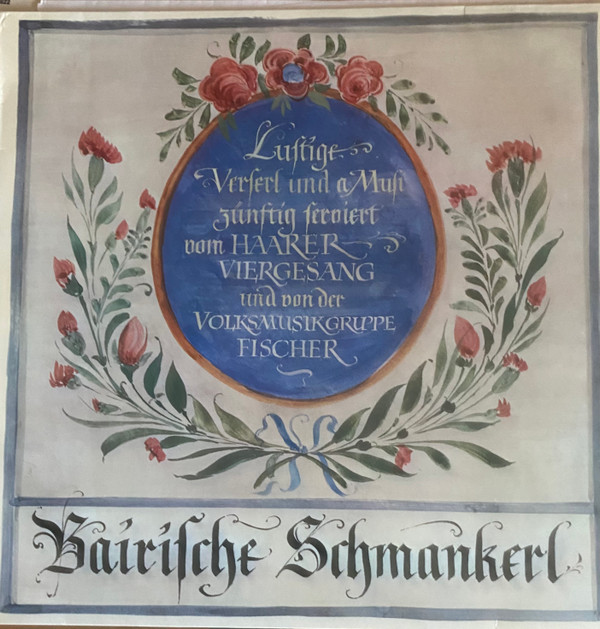 Lustige
Verserl und a Musi
zünftig serviert
vom HAARER
VIERGESANG
und von der
VOLKSMUSIKGRUPPE
FISCHER
Bairische Schmankerl